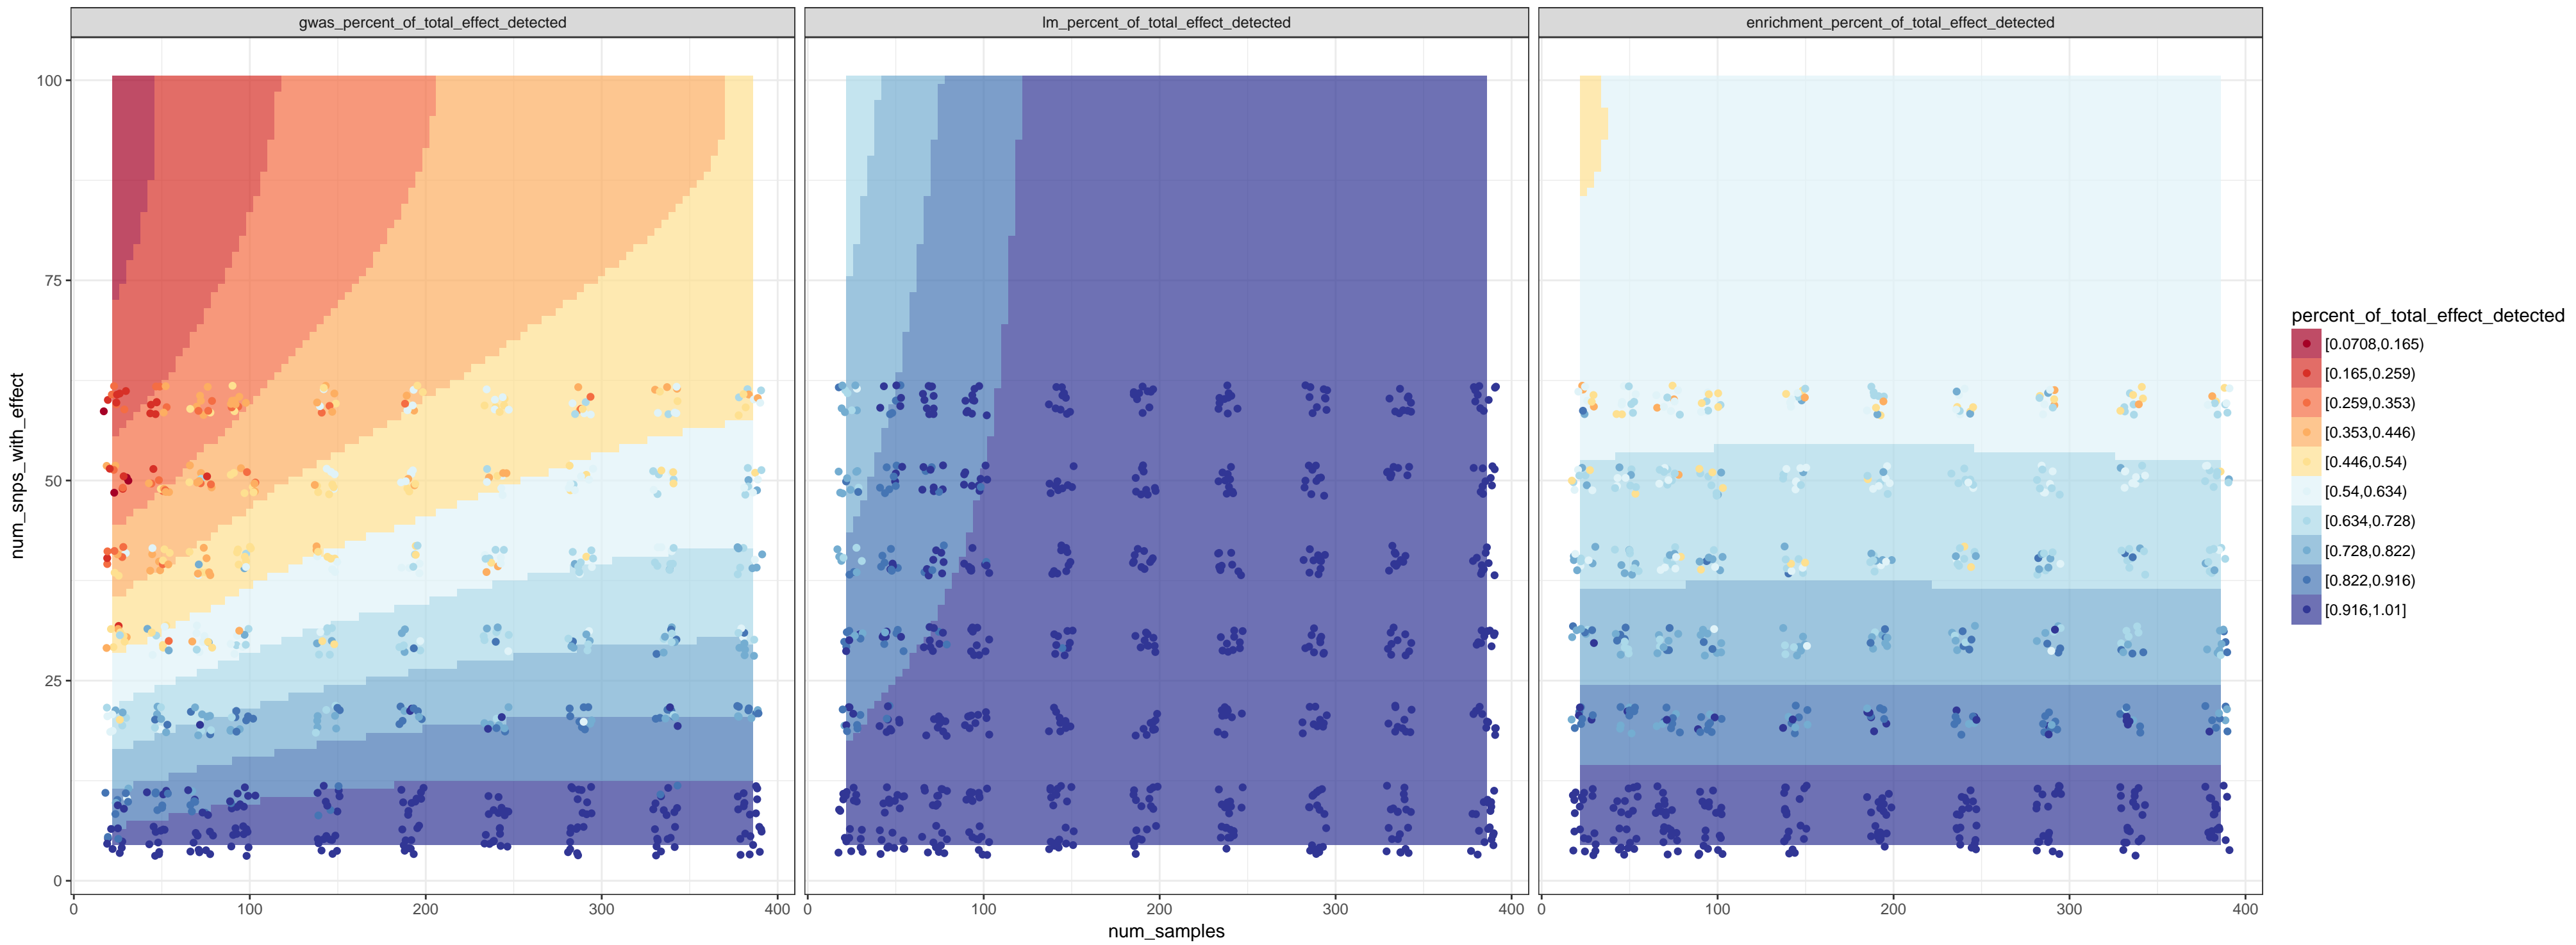 gwas_percent_of_total_effect_detected
lm_percent_of_total_effect_detected
enrichment_percent_of_total_effect_detected
num_snps_with_effect
100
75
50
25
0
0 100 200 300 400
0 100 200 300 400
0 100 200 300 400
num_samples
percent_of_total_effect_detected
[0.0708,0.165)
[0.165,0.259)
[0.259,0.353)
[0.353,0.446)
[0.446,0.54)
[0.54,0.634)
[0.634,0.728)
[0.728,0.822)
[0.822,0.916)
[0.916,1.01]